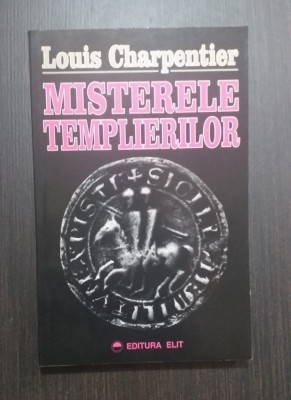 Louis Charpentier
MISTERELE
TEMPLIERILOR
EDITURA ELIT